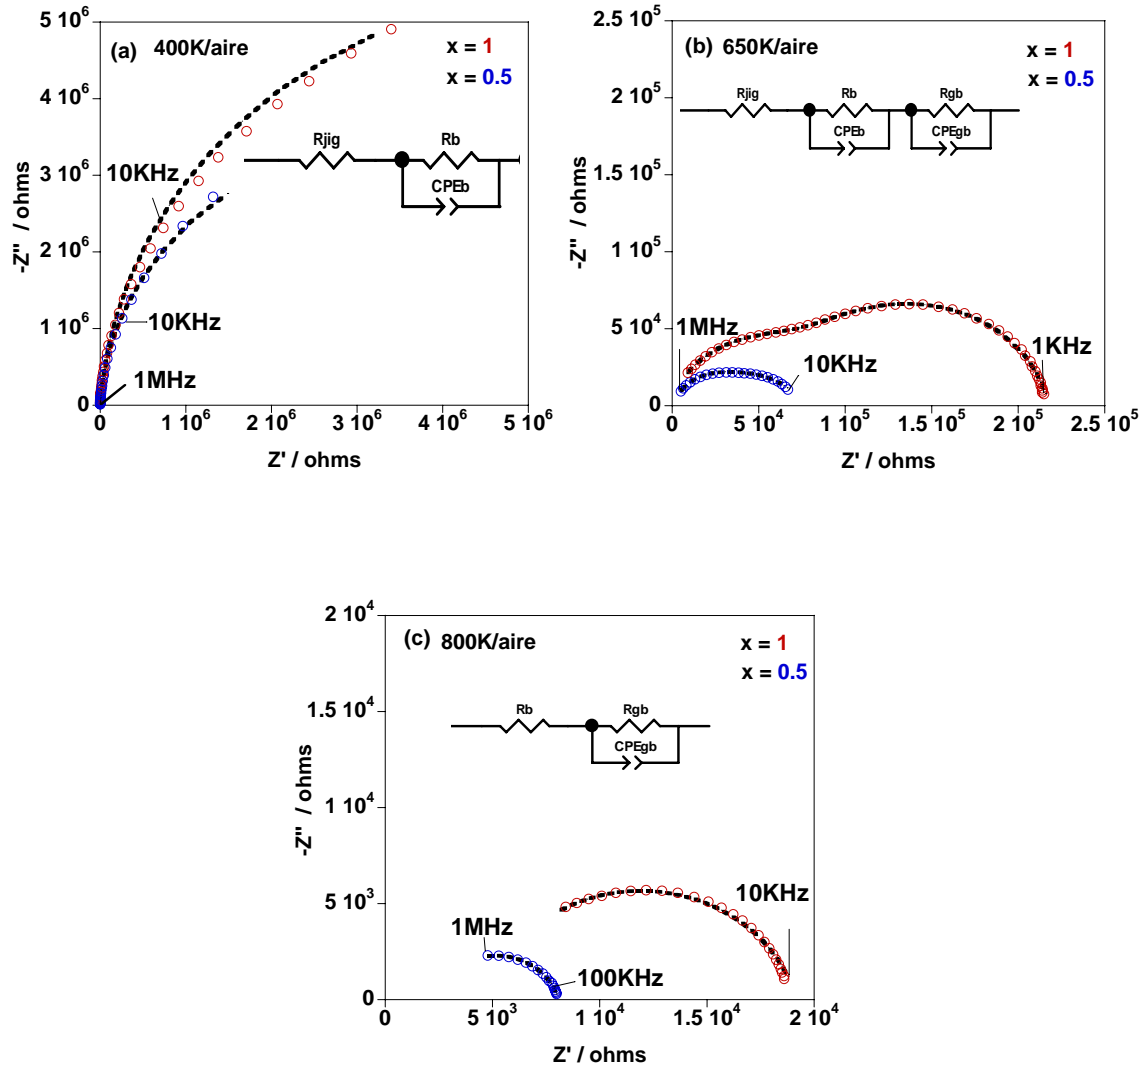 (a) 400K/aire
x = 1
x = 0.5
5 10⁶
4 10⁶
3 10⁶
2 10⁶
1 10⁶
0
-Z'' / ohms
Rjig
Rb
CPEb
10KHz
10KHz
1MHz
0
1 10⁶
2 10⁶
3 10⁶
4 10⁶
5 10⁶
Z' / ohms
(b) 650K/aire
x = 1
x = 0.5
2.5 10⁵
2 10⁵
1.5 10⁵
1 10⁵
5 10⁴
0
-Z'' / ohms
Rjig
Rb
Rgb
CPEb
CPEgb
1MHz
10KHz
1KHz
0
5 10⁴
1 10⁵
1.5 10⁵
2 10⁵
2.5 10⁵
Z' / ohms
(c) 800K/aire
x = 1
x = 0.5
2 10⁴
1.5 10⁴
1 10⁴
5 10³
0
-Z'' / ohms
Rb
Rgb
CPEgb
1MHz
100KHz
10KHz
0
5 10³
1 10⁴
1.5 10⁴
2 10⁴
Z' / ohms